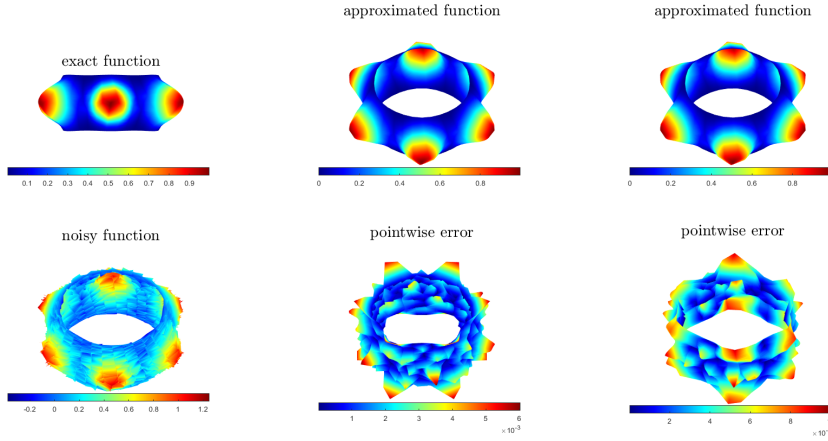 approximated function
approximated function
exact function
0.1 0.2 0.3 0.4 0.5 0.6 0.7 0.8 0.9
0 0.2 0.4 0.6 0.8
0 0.2 0.4 0.6 0.8
noisy function
pointwise error
pointwise error
-0.2 0 0.2 0.4 0.6 0.8 1 1.2
1 2 3 4 5 6
×10⁻³
2 4 6 8